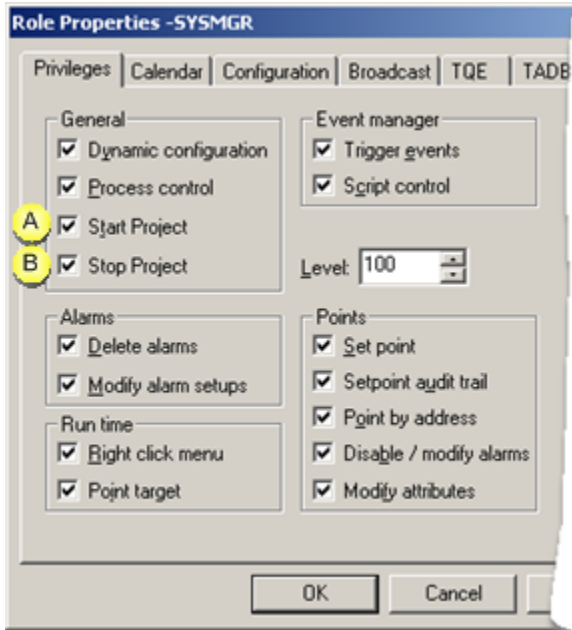 Role Properties -SYSMGR
Privileges Calendar Configuration Broadcast TQE TADB
General
Dynamic configuration
Process control
A Start Project
B Stop Project
Event manager
Trigger events
Script control
Level: 100
Alarms
Delete alarms
Modify alarm setups
Run time
Right click menu
Point target
Points
Set point
Setpoint audit trail
Point by address
Disable / modify alarms
Modify attributes
OK Cancel